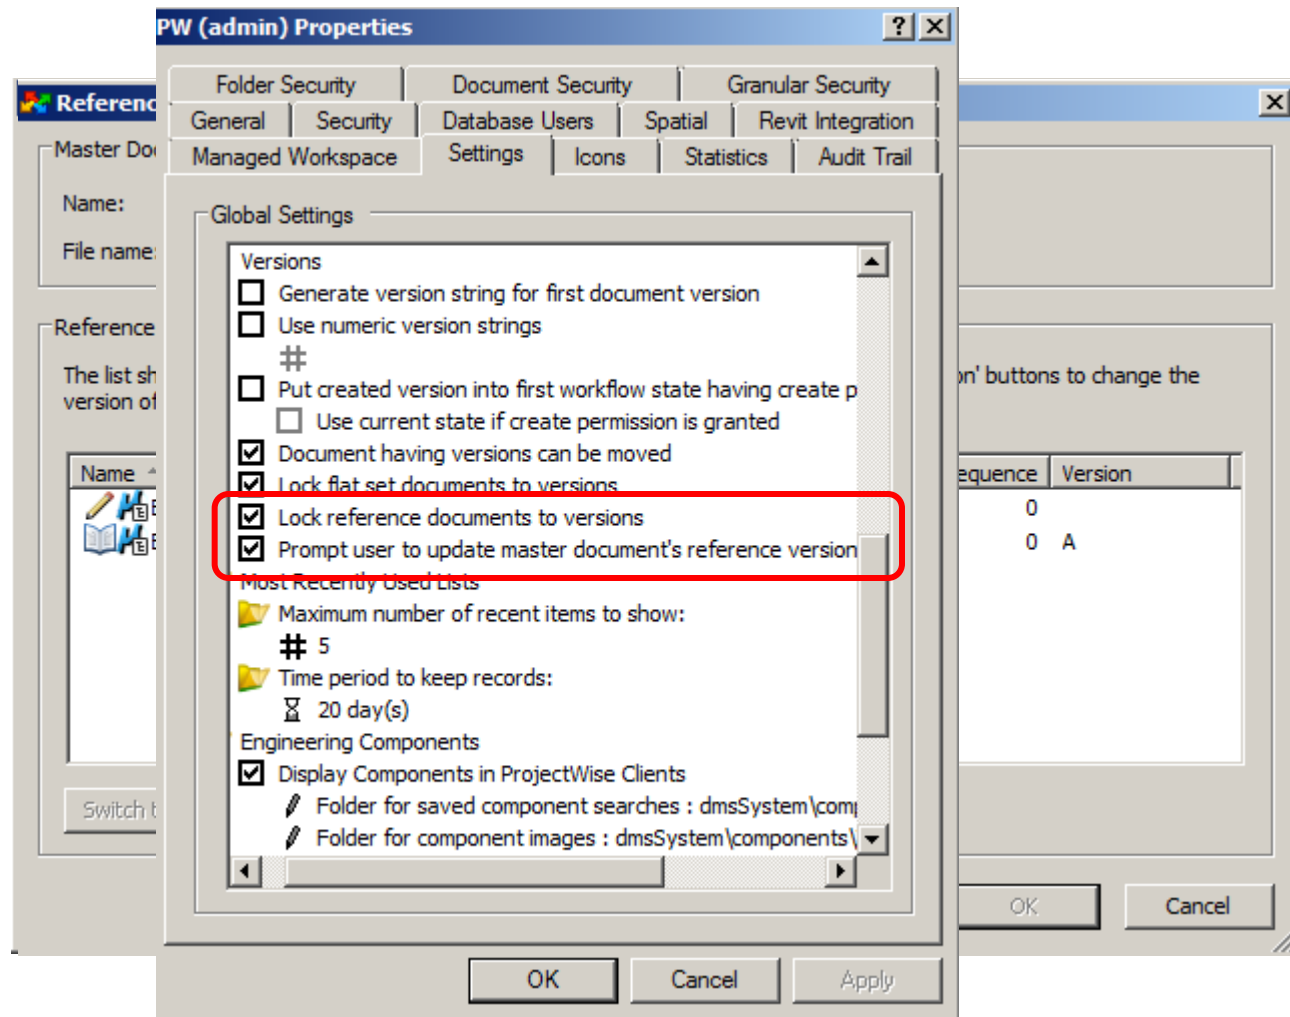 PW (admin) Properties
Folder Security
Document Security
Granular Security
General
Security
Database Users
Spatial
Revit Integration
Managed Workspace
Settings
Icons
Statistics
Audit Trail
Global Settings
Versions
Generate version string for first document version
Use numeric version strings
Put created version into first workflow state having create p
Use current state if create permission is granted
Document having versions can be moved
Lock flat set documents to versions
Lock reference documents to versions
Prompt user to update master document's reference version
Most Recently Used Lists
Maximum number of recent items to show:
# 5
Time period to keep records:
20 day(s)
Engineering Components
Display Components in ProjectWise Clients
Folder for saved component searches : dmsSystem\comp
Folder for component images : dmsSystem\components\
OK
Cancel
Apply
Referenc
Master Do
Name:
File name:
Reference
The list sh
on' buttons to change the
version of
Name
equence
Version
0
0 A
Switch t
OK
Cancel